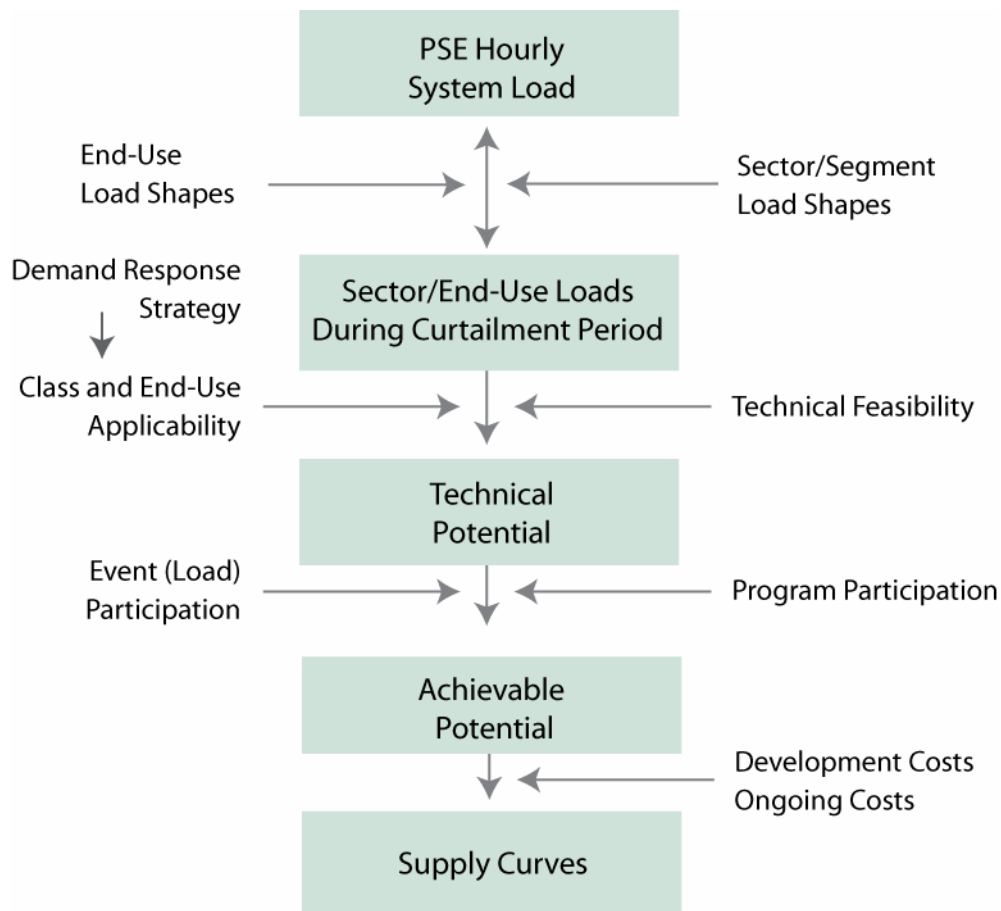 PSE Hourly
System Load
End-Use
Load Shapes
Sector/Segment
Load Shapes
Demand Response
Strategy
Sector/End-Use Loads
During Curtailment Period
Class and End-Use
Applicability
Technical Feasibility
Technical
Potential
Event (Load)
Participation
Program Participation
Achievable
Potential
Development Costs
Ongoing Costs
Supply Curves